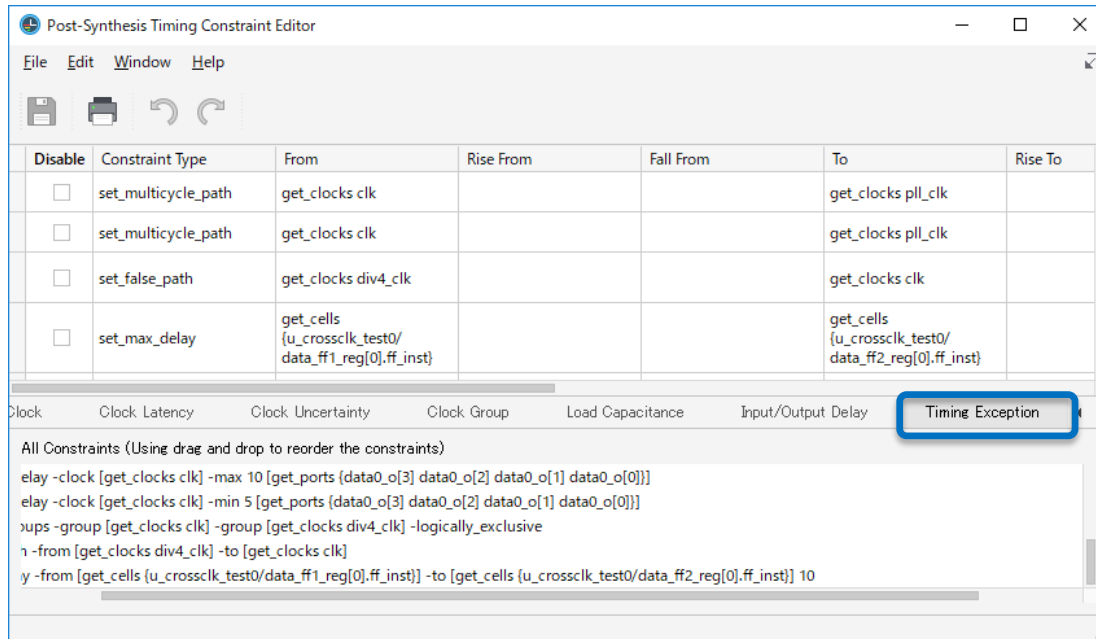 Post-Synthesis Timing Constraint Editor
File Edit Window Help
Disable Constraint Type From Rise From Fall From To Rise To
set_multicycle_path get_clocks clk get_clocks pll_clk
set_multicycle_path get_clocks clk get_clocks pll_clk
set_false_path get_clocks div4_clk get_clocks clk
set_max_delay
get_cells
{u_crossclk_test0/
data_ff1_reg[0].ff_inst}
get_cells
{u_crossclk_test0/
data_ff2_reg[0].ff_inst}
Clock Clock Latency Clock Uncertainty Clock Group Load Capacitance Input/Output Delay Timing Exception
All Constraints (Using drag and drop to reorder the constraints)
elay -clock [get_clocks clk] -max 10 [get_ports {data0_o[3] data0_o[2] data0_o[1] data0_o[0]}]
elay -clock [get_clocks clk] -min 5 [get_ports {data0_o[3] data0_o[2] data0_o[1] data0_o[0]}]
oups -group [get_clocks clk] -group [get_clocks div4_clk] -logically_exclusive
h -from [get_clocks div4_clk] -to [get_clocks clk]
y -from [get_cells {u_crossclk_test0/data_ff1_reg[0].ff_inst}] -to [get_cells {u_crossclk_test0/data_ff2_reg[0].ff_inst}] 10